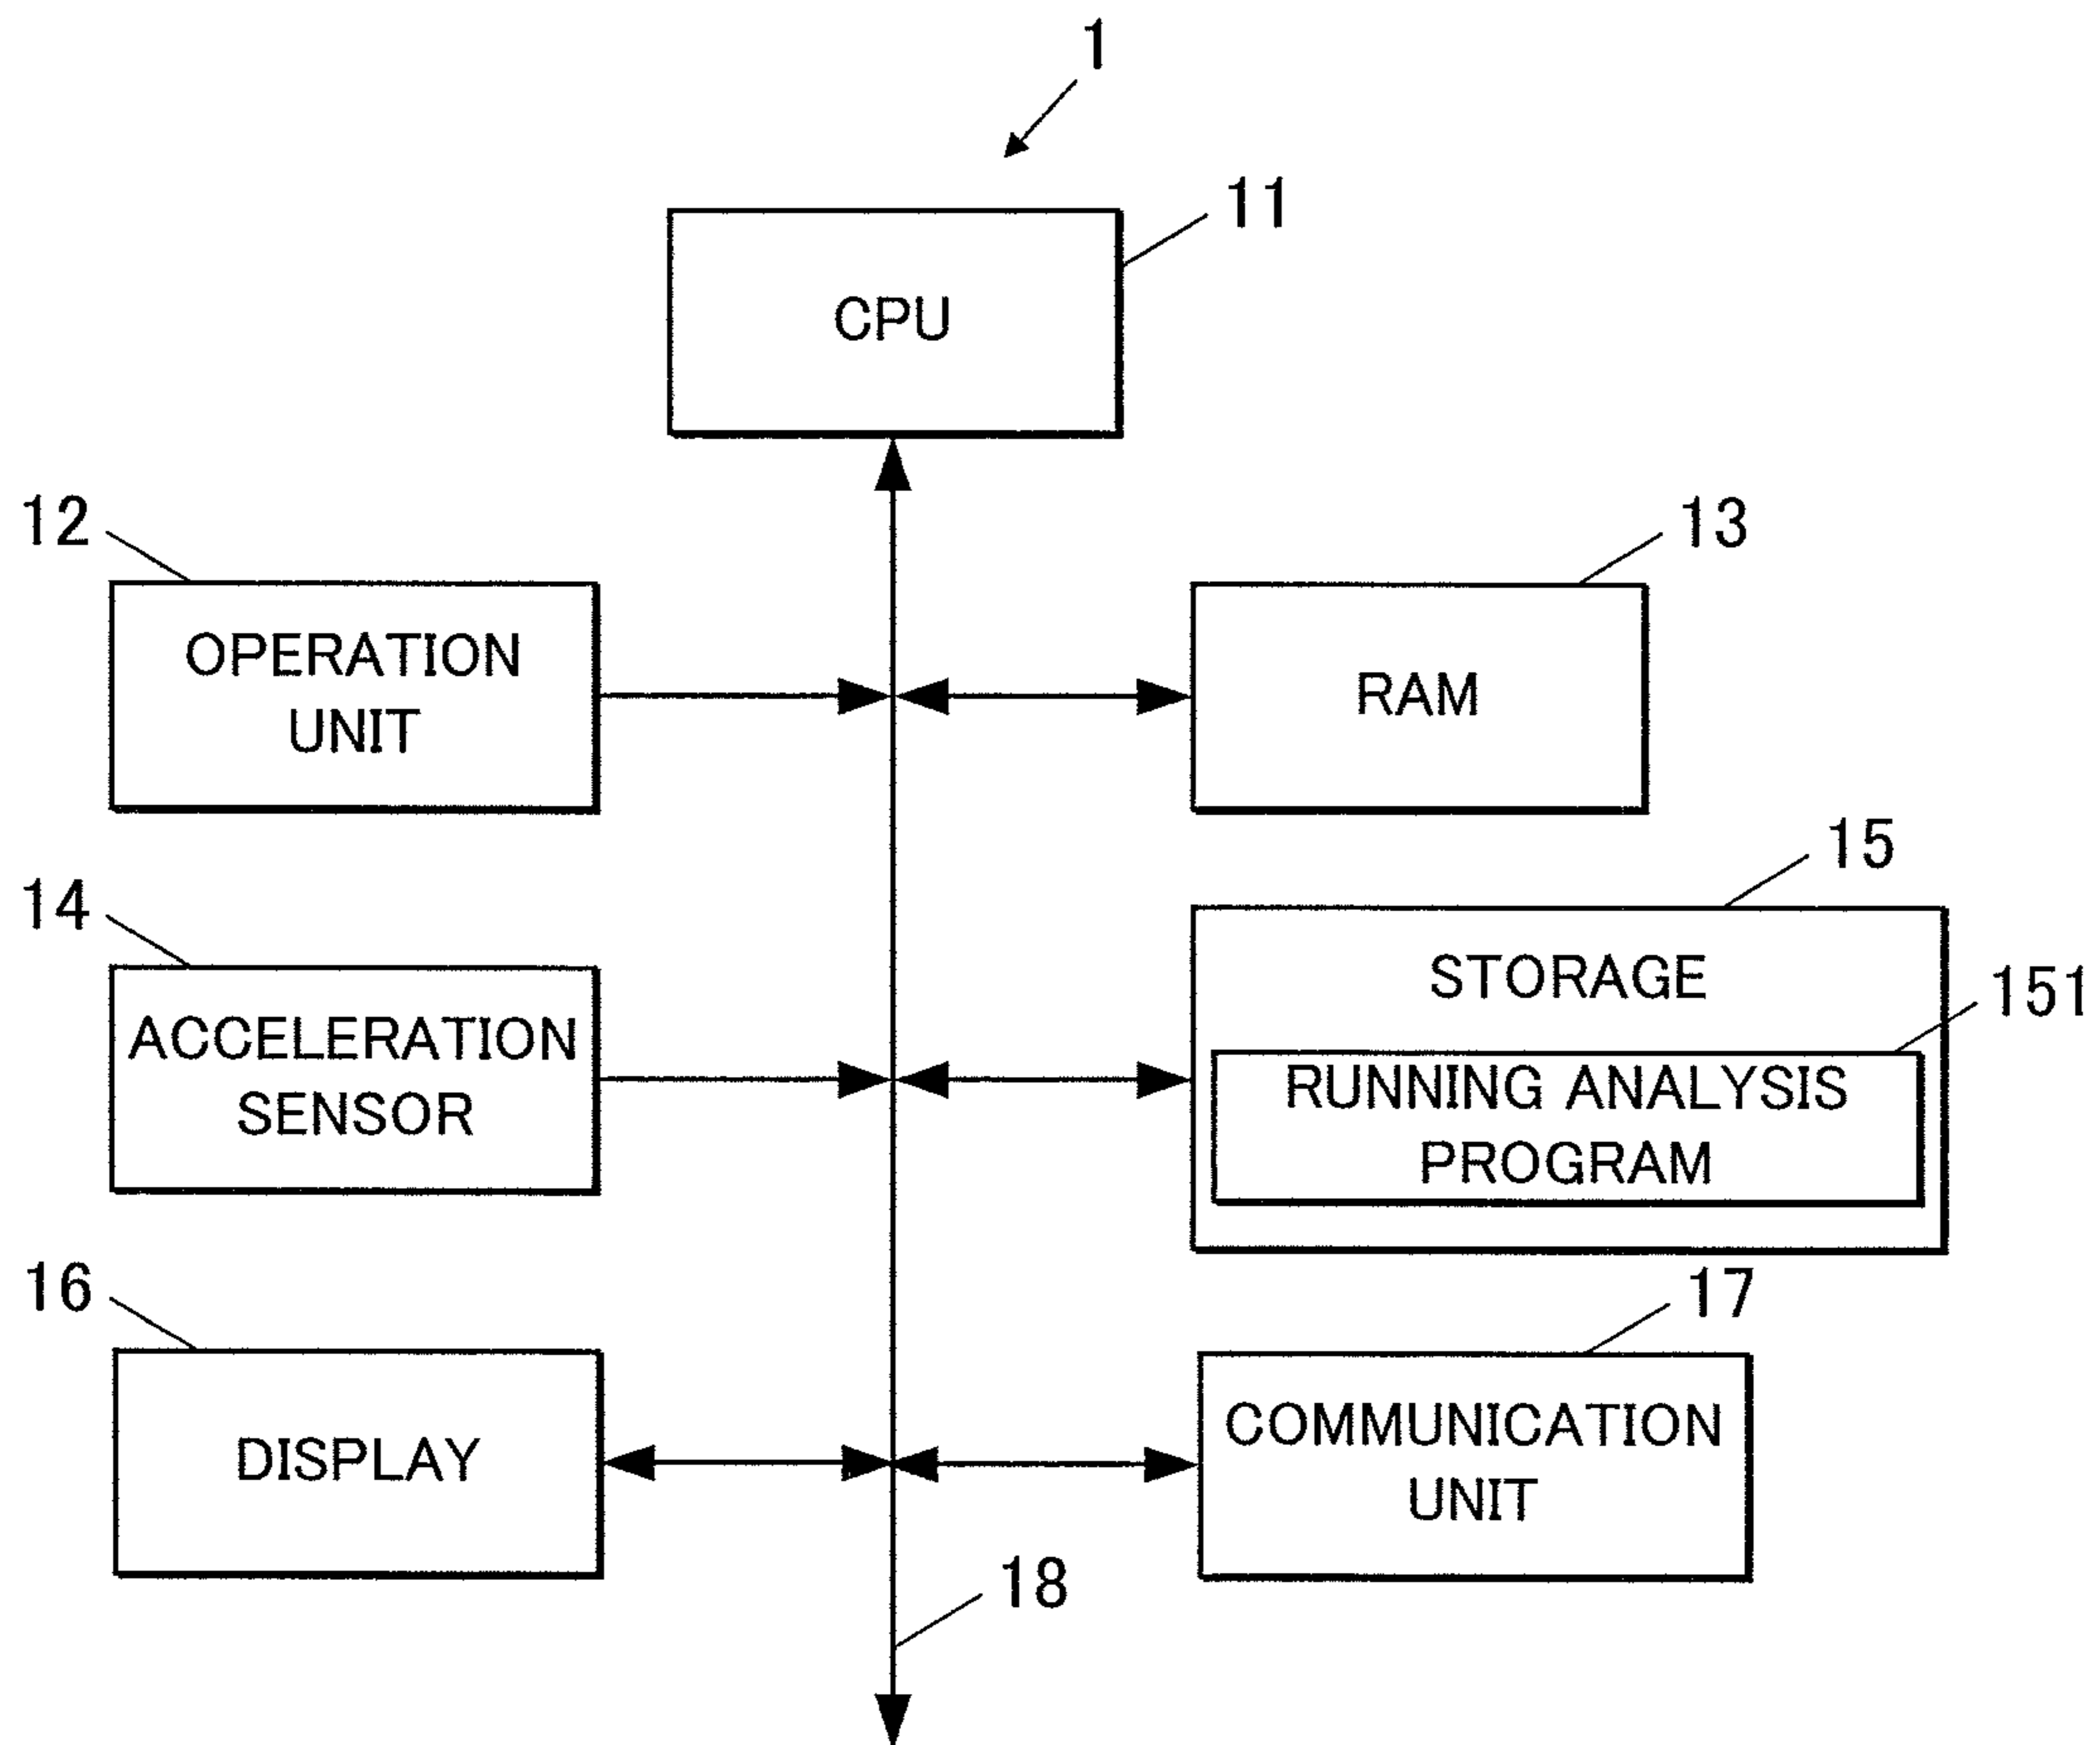 1
11
CPU
12
13
OPERATION
UNIT
RAM
14
15
ACCELERATION
SENSOR
STORAGE
151
RUNNING ANALYSIS
PROGRAM
16
17
DISPLAY
COMMUNICATION
UNIT
18